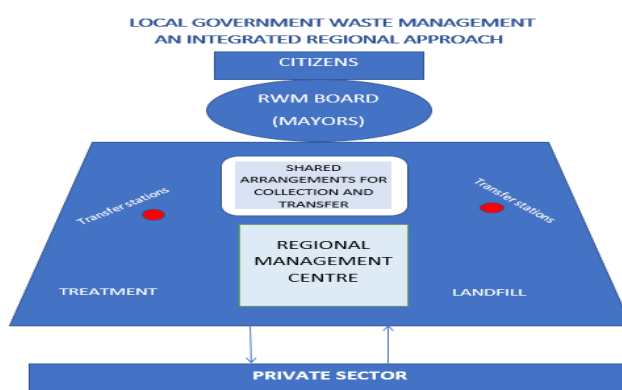 LOCAL GOVERNMENT WASTE MANAGEMENT
AN INTEGRATED REGIONAL APPROACH
CITIZENS
RWM BOARD
(MAYORS)
SHARED
ARRANGEMENTS FOR
COLLECTION AND
TRANSFER
Transfer stations
Transfer stations
REGIONAL
MANAGEMENT
CENTRE
TREATMENT
LANDFILL
PRIVATE SECTOR